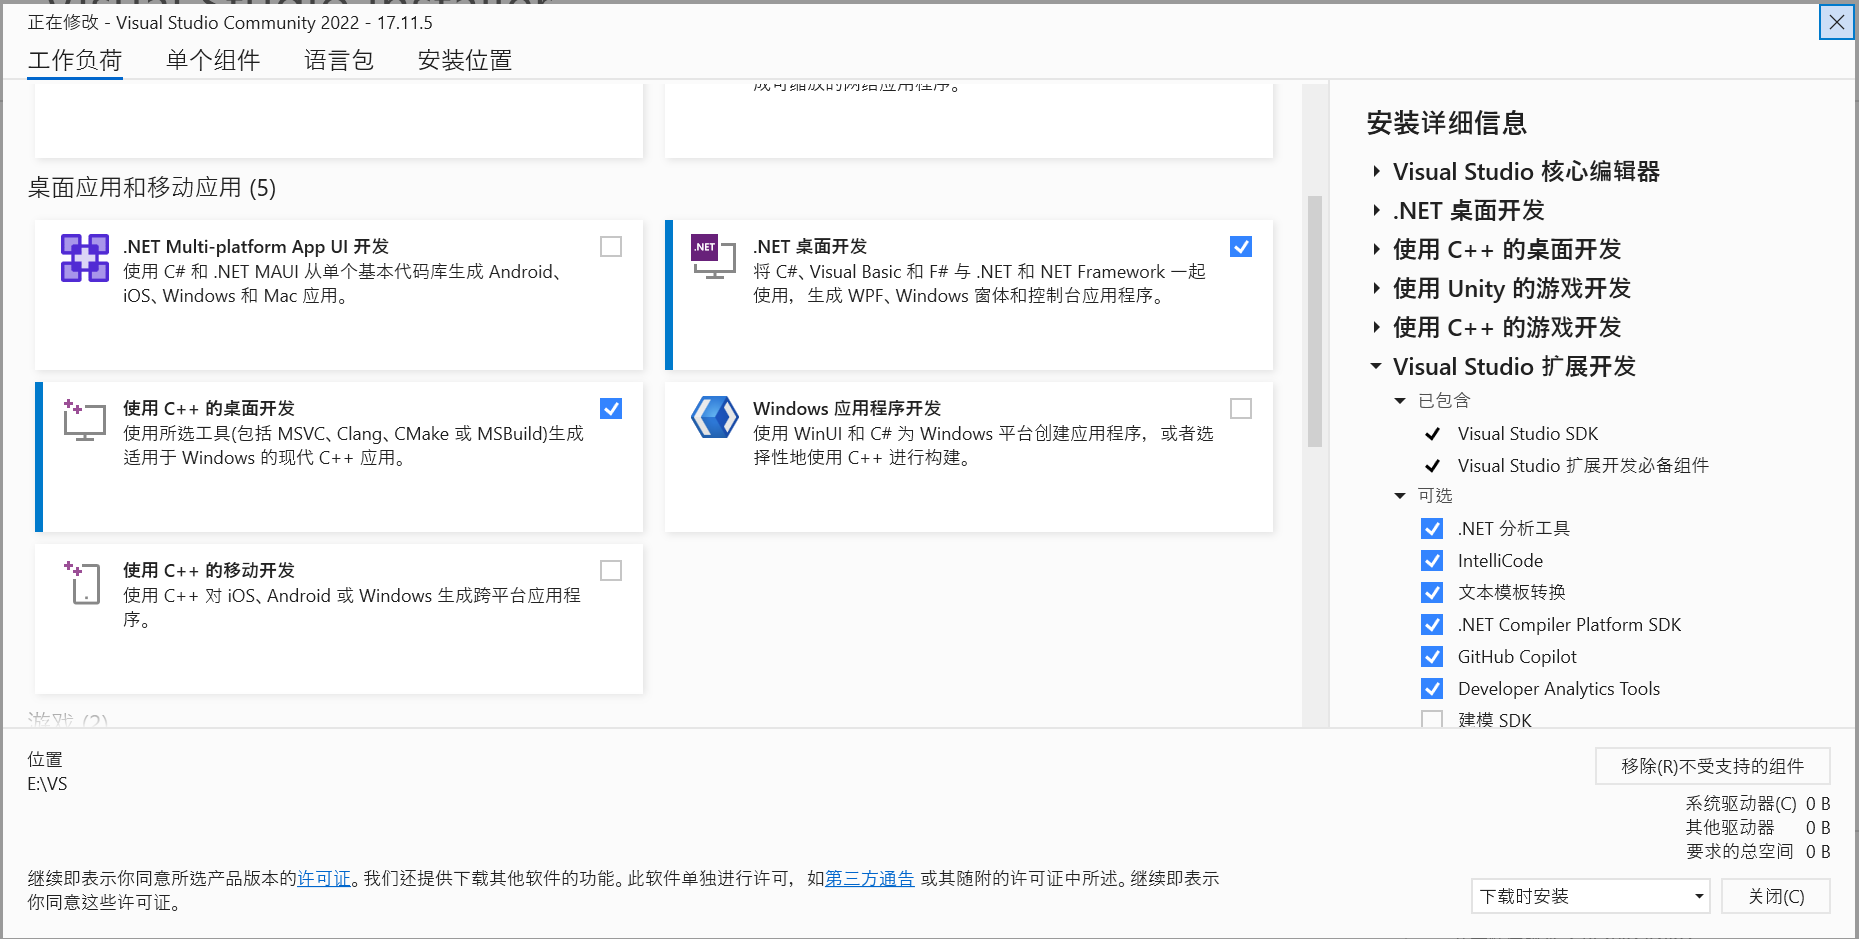 正在修改 - Visual Studio Community 2022 - 17.11.5
工作负荷 单个组件 语言包 安装位置
成可缩放的网络应用程序。
桌面应用和移动应用 (5)
.NET Multi-platform App UI 开发
使用 C# 和 .NET MAUI 从单个基本代码库生成 Android、
iOS、Windows 和 Mac 应用。
.NET
.NET 桌面开发
将 C#、Visual Basic 和 F# 与 .NET 和 NET Framework 一起
使用，生成 WPF、Windows 窗体和控制台应用程序。
使用 C++ 的桌面开发
使用所选工具(包括 MSVC、Clang、CMake 或 MSBuild)生成
适用于 Windows 的现代 C++ 应用。
Windows 应用程序开发
使用 WinUI 和 C# 为 Windows 平台创建应用程序，或者选
择性地使用 C++ 进行构建。
使用 C++ 的移动开发
使用 C++ 对 iOS、Android 或 Windows 生成跨平台应用程
序。
游戏 (2)
安装详细信息
Visual Studio 核心编辑器
.NET 桌面开发
使用 C++ 的桌面开发
使用 Unity 的游戏开发
使用 C++ 的游戏开发
Visual Studio 扩展开发
已包含
Visual Studio SDK
Visual Studio 扩展开发必备组件
可选
.NET 分析工具
IntelliCode
文本模板转换
.NET Compiler Platform SDK
GitHub Copilot
Developer Analytics Tools
建模 SDK
位置
E:\VS
移除(R)不受支持的组件
系统驱动器(C) 0 B
其他驱动器 0 B
要求的总空间 0 B
继续即表示你同意所选产品版本的许可证。我们还提供下载其他软件的功能。此软件单独进行许可，如第三方通告 或其随附的许可证中所述。继续即表示
你同意这些许可证。
下载时安装
关闭(C)